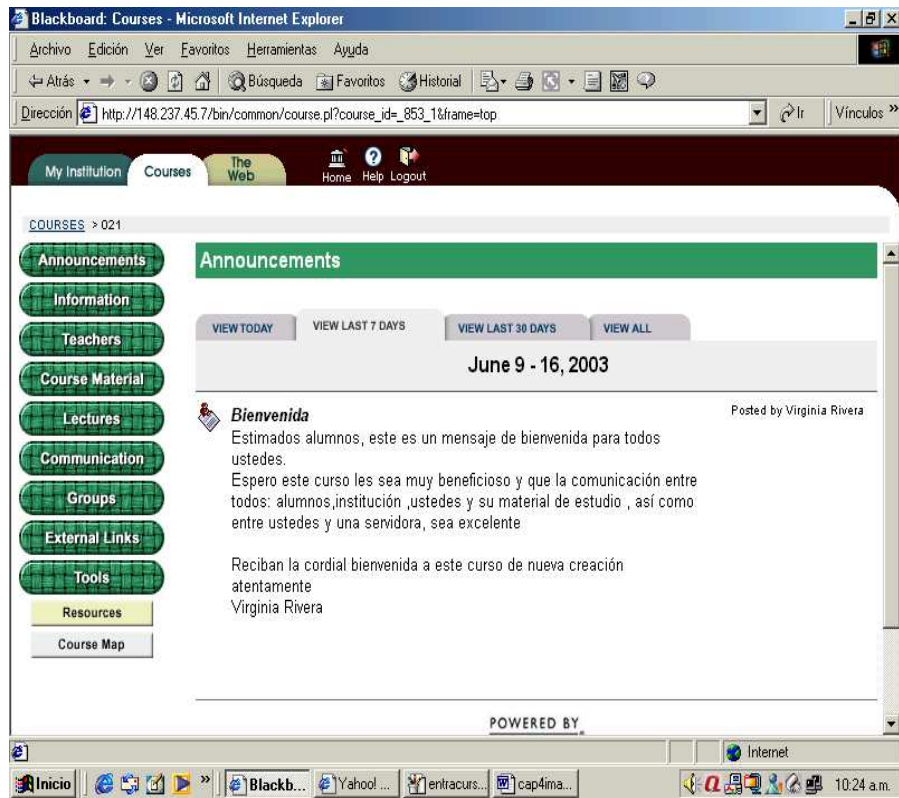 Blackboard: Courses - Microsoft Internet Explorer
Archivo Edición Ver Favoritos Herramientas Ayuda
Atrás Búsqueda Favoritos Historial
Dirección http://148.237.45.7/bin/common/course.pl?course_id=_853_1&frame=top Ir Vínculos »
My Institution Courses The Web Home Help Logout
COURSES > 021
Announcements
Information
Teachers
Course Material
Lectures
Communication
Groups
External Links
Tools
Resources
Course Map
Announcements
VIEW TODAY VIEW LAST 7 DAYS VIEW LAST 30 DAYS VIEW ALL
June 9 - 16, 2003
Bienvenida Posted by Virginia Rivera
Estimados alumnos, este es un mensaje de bienvenida para todos
ustedes.
Espero este curso les sea muy beneficioso y que la comunicación entre
todos: alumnos,institución ,ustedes y su material de estudio , así como
entre ustedes y una servidora, sea excelente
Reciban la cordial bienvenida a este curso de nueva creación
atentamente
Virginia Rivera
POWERED BY
Internet
Inicio » Blackb... Yahoo! ... entracurs... cap4ima... 10:24 a.m.